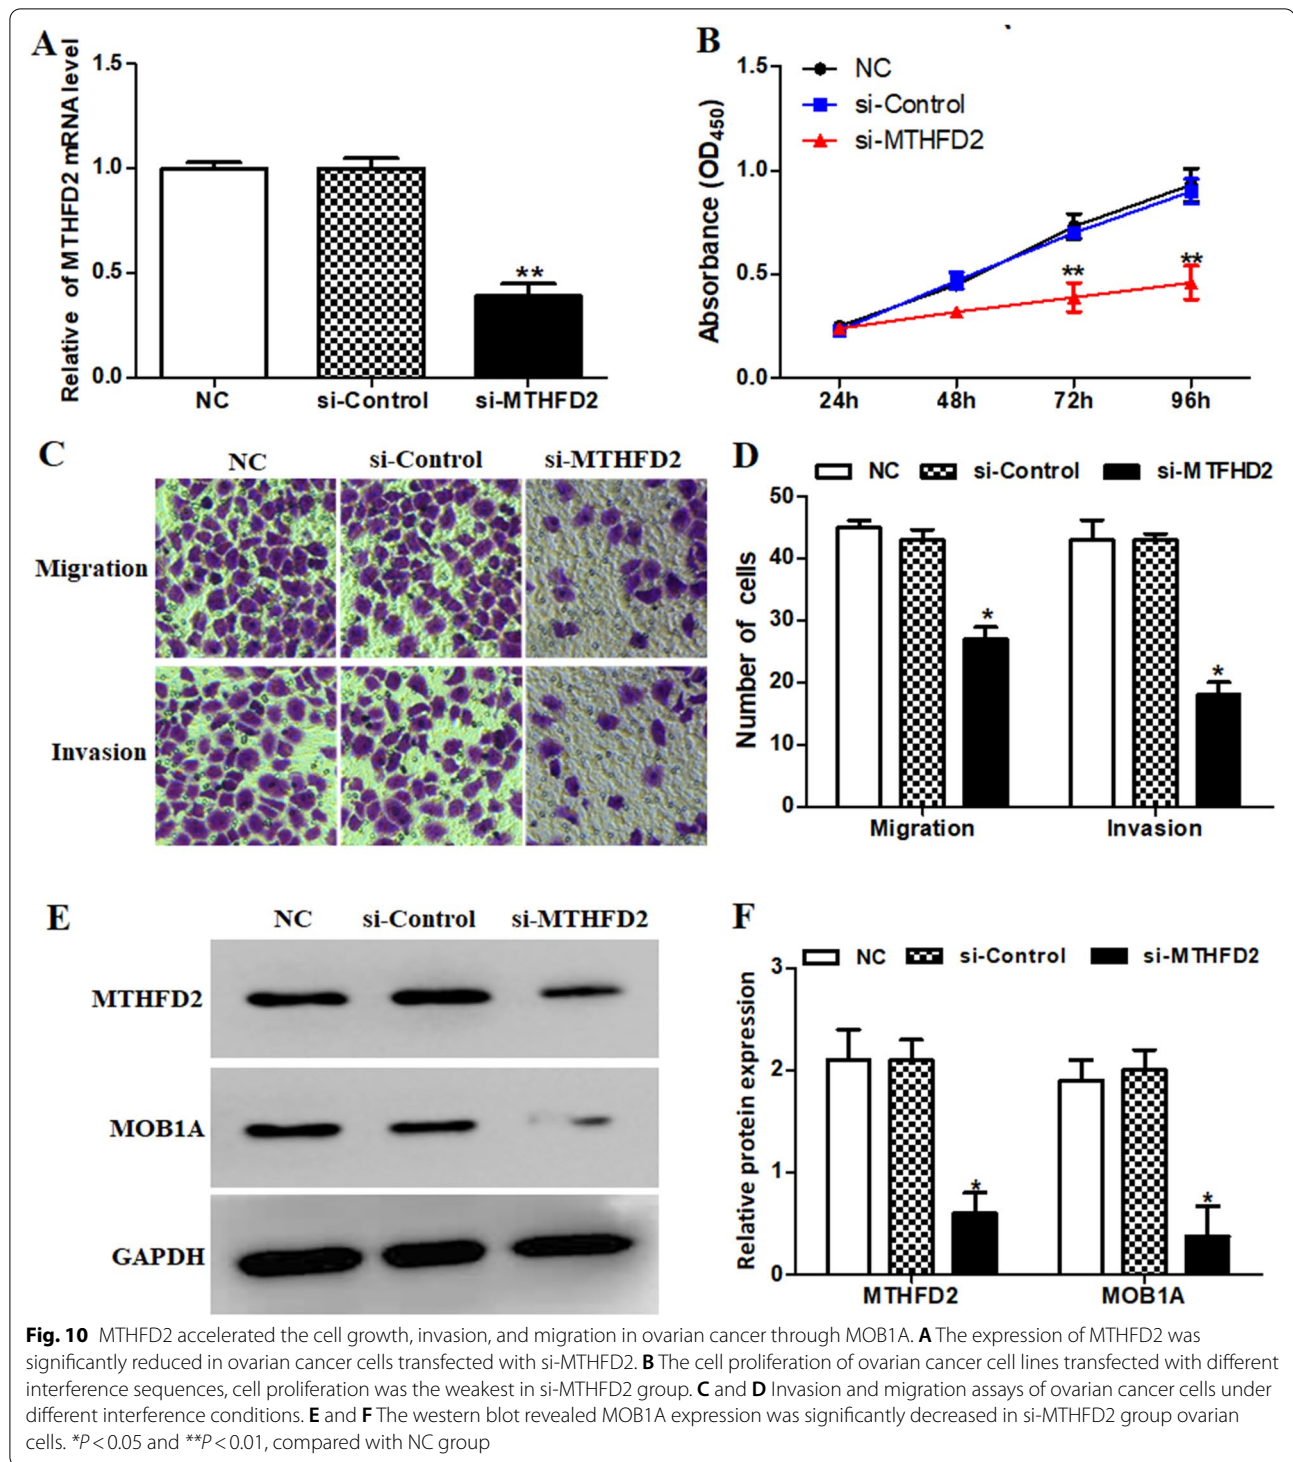 A
Relative of MTHFD2 mRNA level
1.5
1.0
0.5
0.0
**
NC
si-Control
si-MTHFD2
B
Absorbance (OD450)
1.5
1.0
0.5
0.0
NC
si-Control
si-MTHFD2
**
**
24h
48h
72h
96h
C
NC
si-Control
si-MTHFD2
Migration
Invasion
D
NC
si-Control
si-MTFHD2
Number of cells
50
40
30
20
10
0
*
*
Migration
Invasion
E
NC
si-Control
si-MTHFD2
MTHFD2
MOB1A
GAPDH
F
NC
si-Control
si-MTHFD2
Relative protein expression
3
2
1
0
*
*
MTHFD2
MOB1A
Fig. 10 MTHFD2 accelerated the cell growth, invasion, and migration in ovarian cancer through MOB1A. A The expression of MTHFD2 was
significantly reduced in ovarian cancer cells transfected with si-MTHFD2. B The cell proliferation of ovarian cancer cell lines transfected with different
interference sequences, cell proliferation was the weakest in si-MTHFD2 group. C and D Invasion and migration assays of ovarian cancer cells under
different interference conditions. E and F The western blot revealed MOB1A expression was significantly decreased in si-MTHFD2 group ovarian
cells. *P < 0.05 and **P < 0.01, compared with NC group